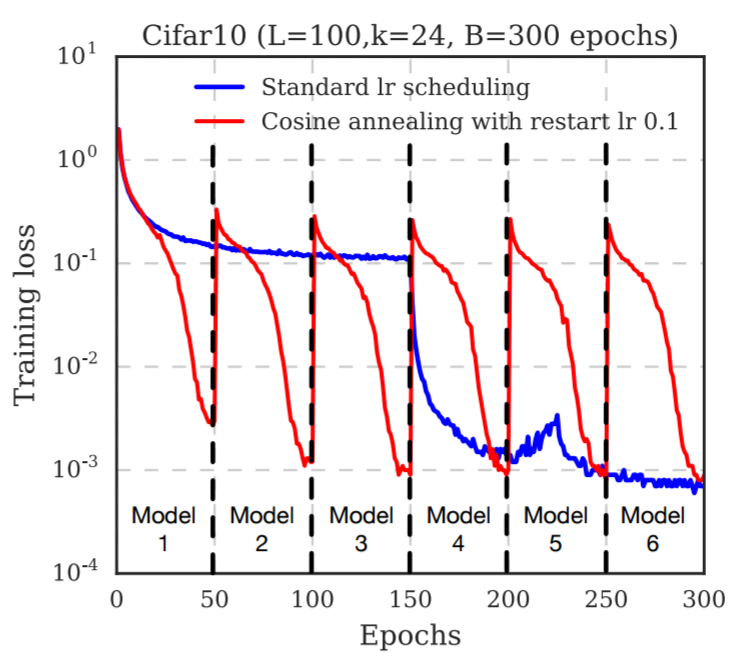 Cifar10 (L=100,k=24, B=300 epochs)
Standard lr scheduling
Cosine annealing with restart lr 0.1
Training loss
10^1
10^0
10^-1
10^-2
10^-3
10^-4
Model
1
Model
2
Model
3
Model
4
Model
5
Model
6
0 50 100 150 200 250 300
Epochs